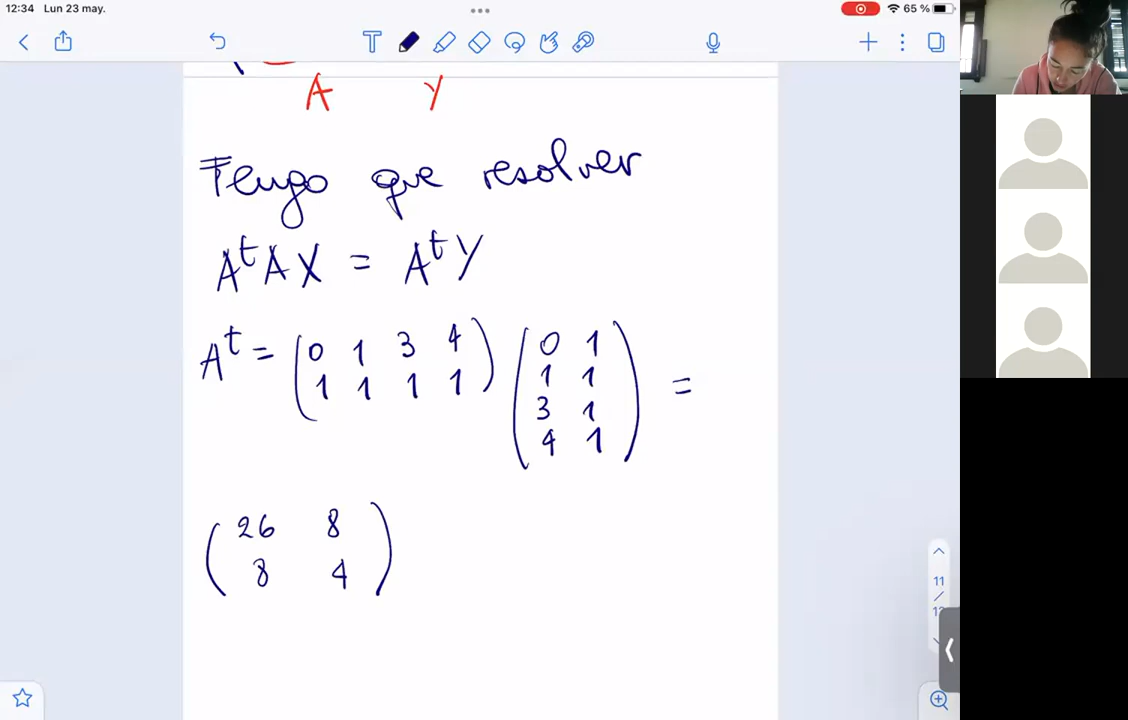 12:34 Lun 23 may. 65 %
T
A Y
Tengo que resolver
AᵗAX = AᵗY
Aᵗ = (0 1 3 4 (0 1
1 1 1 1) 1 1 =
3 1
4 1)
(26 8
8 4)
11
/